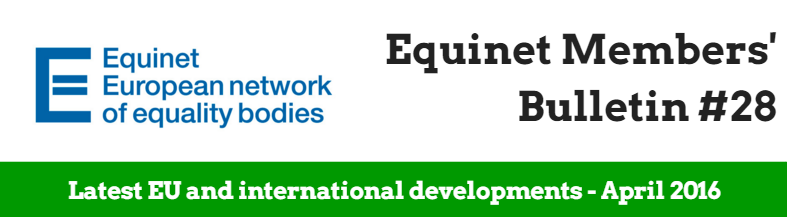 Equinet
European network
of equality bodies
Equinet Members'
Bulletin #28
Latest EU and international developments - April 2016